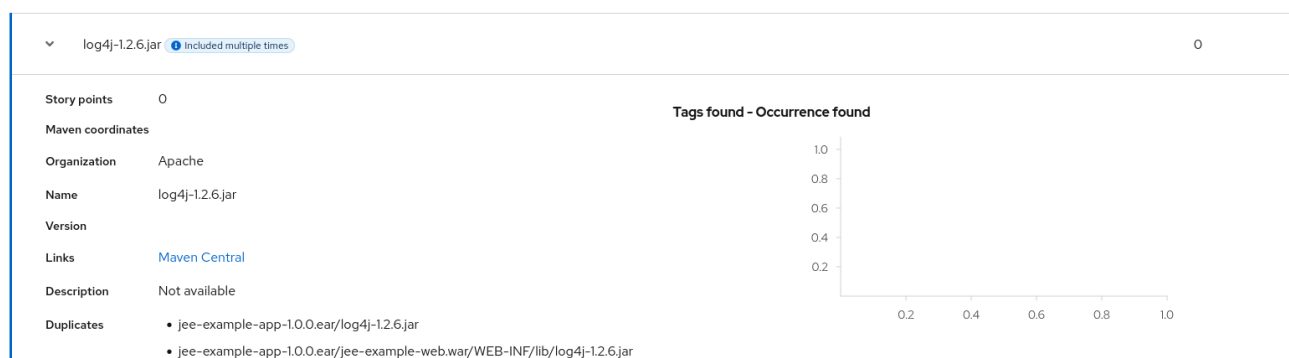 log4j-1.2.6.jar Included multiple times 0
Story points 0
Maven coordinates
Organization Apache
Name log4j-1.2.6.jar
Version
Links Maven Central
Description Not available
Duplicates • jee-example-app-1.0.0.ear/log4j-1.2.6.jar
• jee-example-app-1.0.0.ear/jee-example-web.war/WEB-INF/lib/log4j-1.2.6.jar
Tags found - Occurrence found
1.0
0.8
0.6
0.4
0.2
0.2 0.4 0.6 0.8 1.0